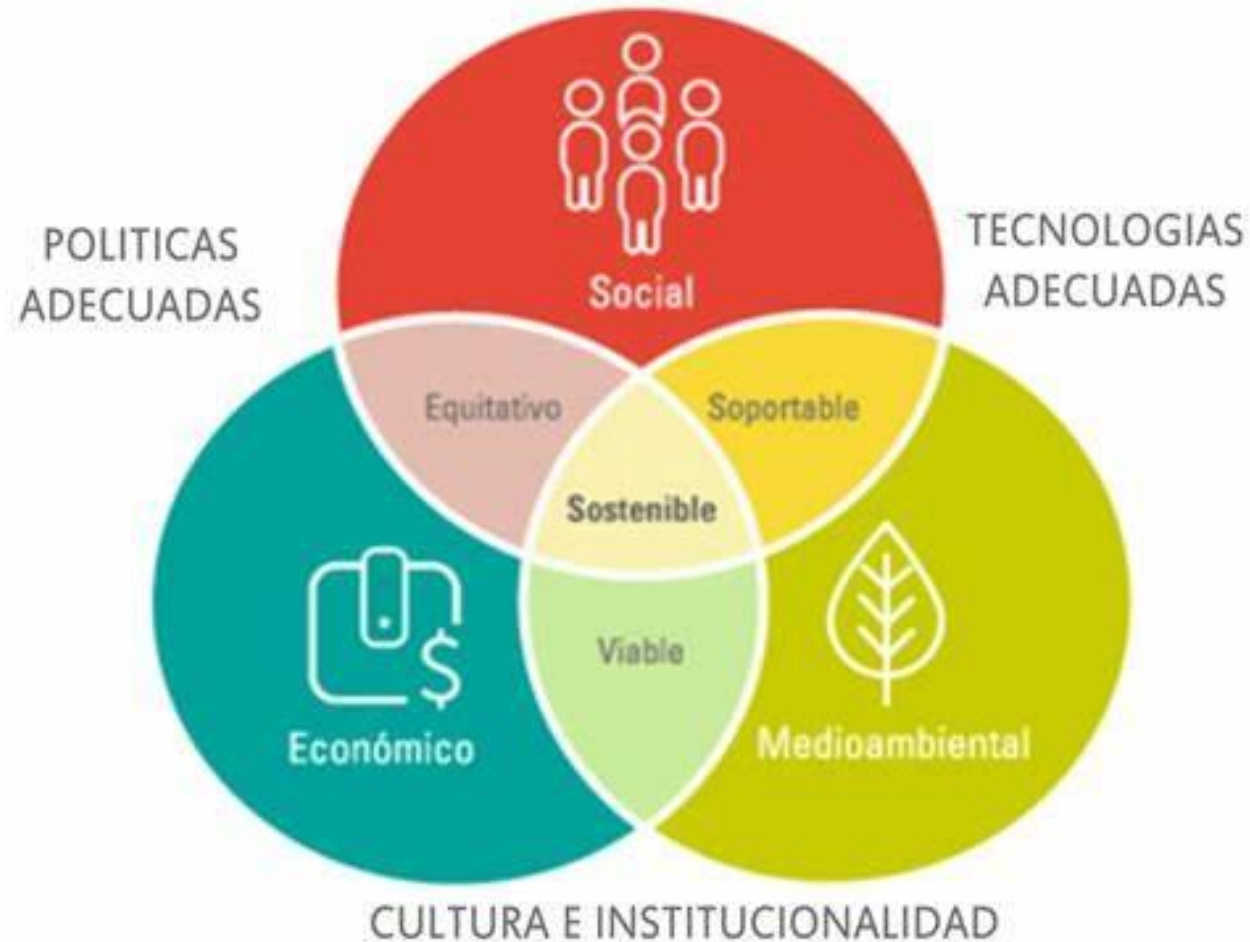 Social
POLITICAS
ADECUADAS
TECNOLOGIAS
ADECUADAS
Equitativo
Soportable
Sostenible
Viable
Económico
Medioambiental
CULTURA E INSTITUCIONALIDAD